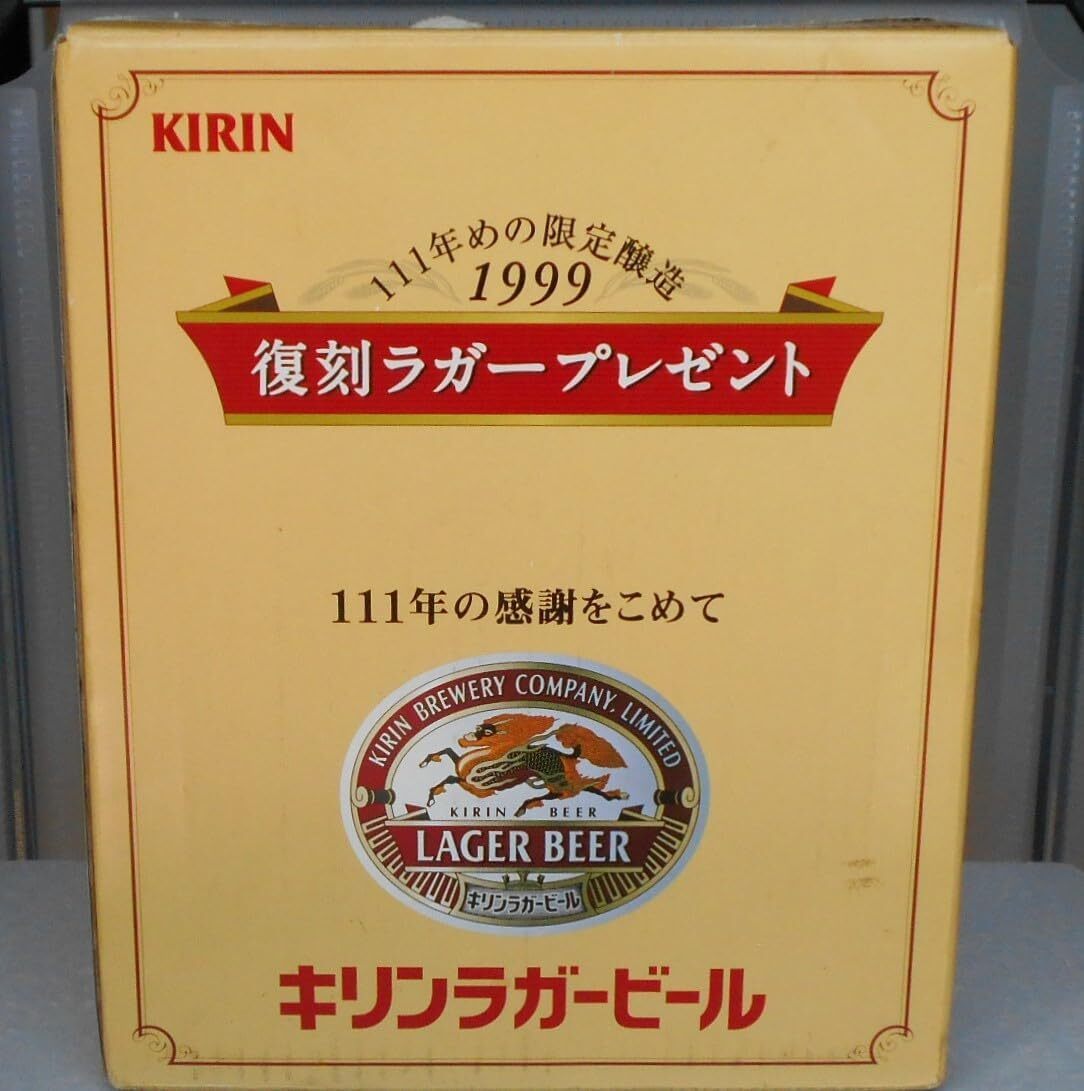 KIRIN
111年めの限定醸造
1999
復刻ラガープレゼント
111年の感謝をこめて
KIRIN BREWERY COMPANY, LIMITED
KIRIN BEER
LAGER BEER
キリンラガービール
キリンラガービール